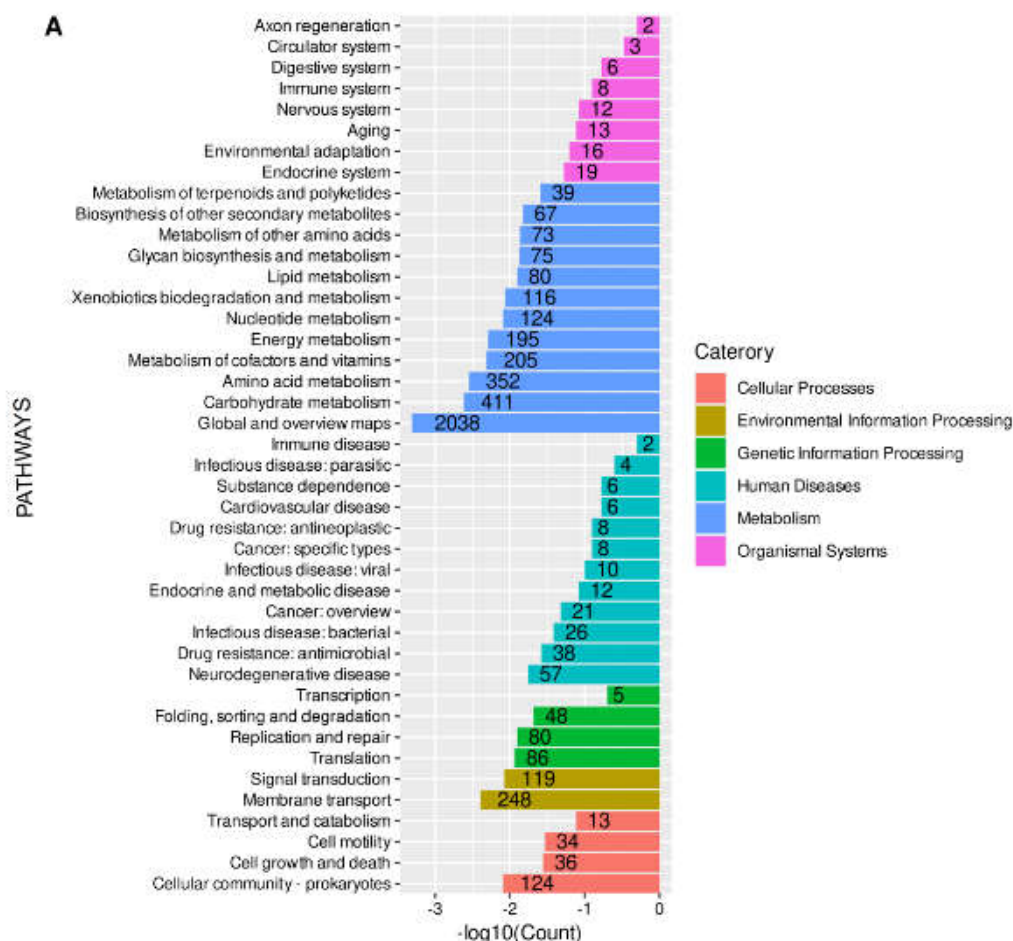 A
Axon regeneration 2
Circulator system 3
Digestive system 6
Immune system 8
Nervous system 12
Aging 13
Environmental adaptation 16
Endocrine system 19
Metabolism of terpenoids and polyketides 39
Biosynthesis of other secondary metabolites 67
Metabolism of other amino acids 73
Glycan biosynthesis and metabolism 75
Lipid metabolism 80
Xenobiotics biodegradation and metabolism 116
Nucleotide metabolism 124
Energy metabolism 195
Metabolism of cofactors and vitamins 205
Amino acid metabolism 352
Carbohydrate metabolism 411
Global and overview maps 2038
Immune disease 2
Infectious disease: parasitic 4
Substance dependence 6
Cardiovascular disease 6
Drug resistance: antineoplastic 8
Cancer: specific types 8
Infectious disease: viral 10
Endocrine and metabolic disease 12
Cancer: overview 21
Infectious disease: bacterial 26
Drug resistance: antimicrobial 38
Neurodegenerative disease 57
Transcription 5
Folding, sorting and degradation 48
Replication and repair 80
Translation 86
Signal transduction 119
Membrane transport 248
Transport and catabolism 13
Cell motility 34
Cell growth and death 36
Cellular community - prokaryotes 124
PATHWAYS
-3 -2 -1 0
-log10(Count)
Caterory
Cellular Processes
Environmental Information Processing
Genetic Information Processing
Human Diseases
Metabolism
Organismal Systems